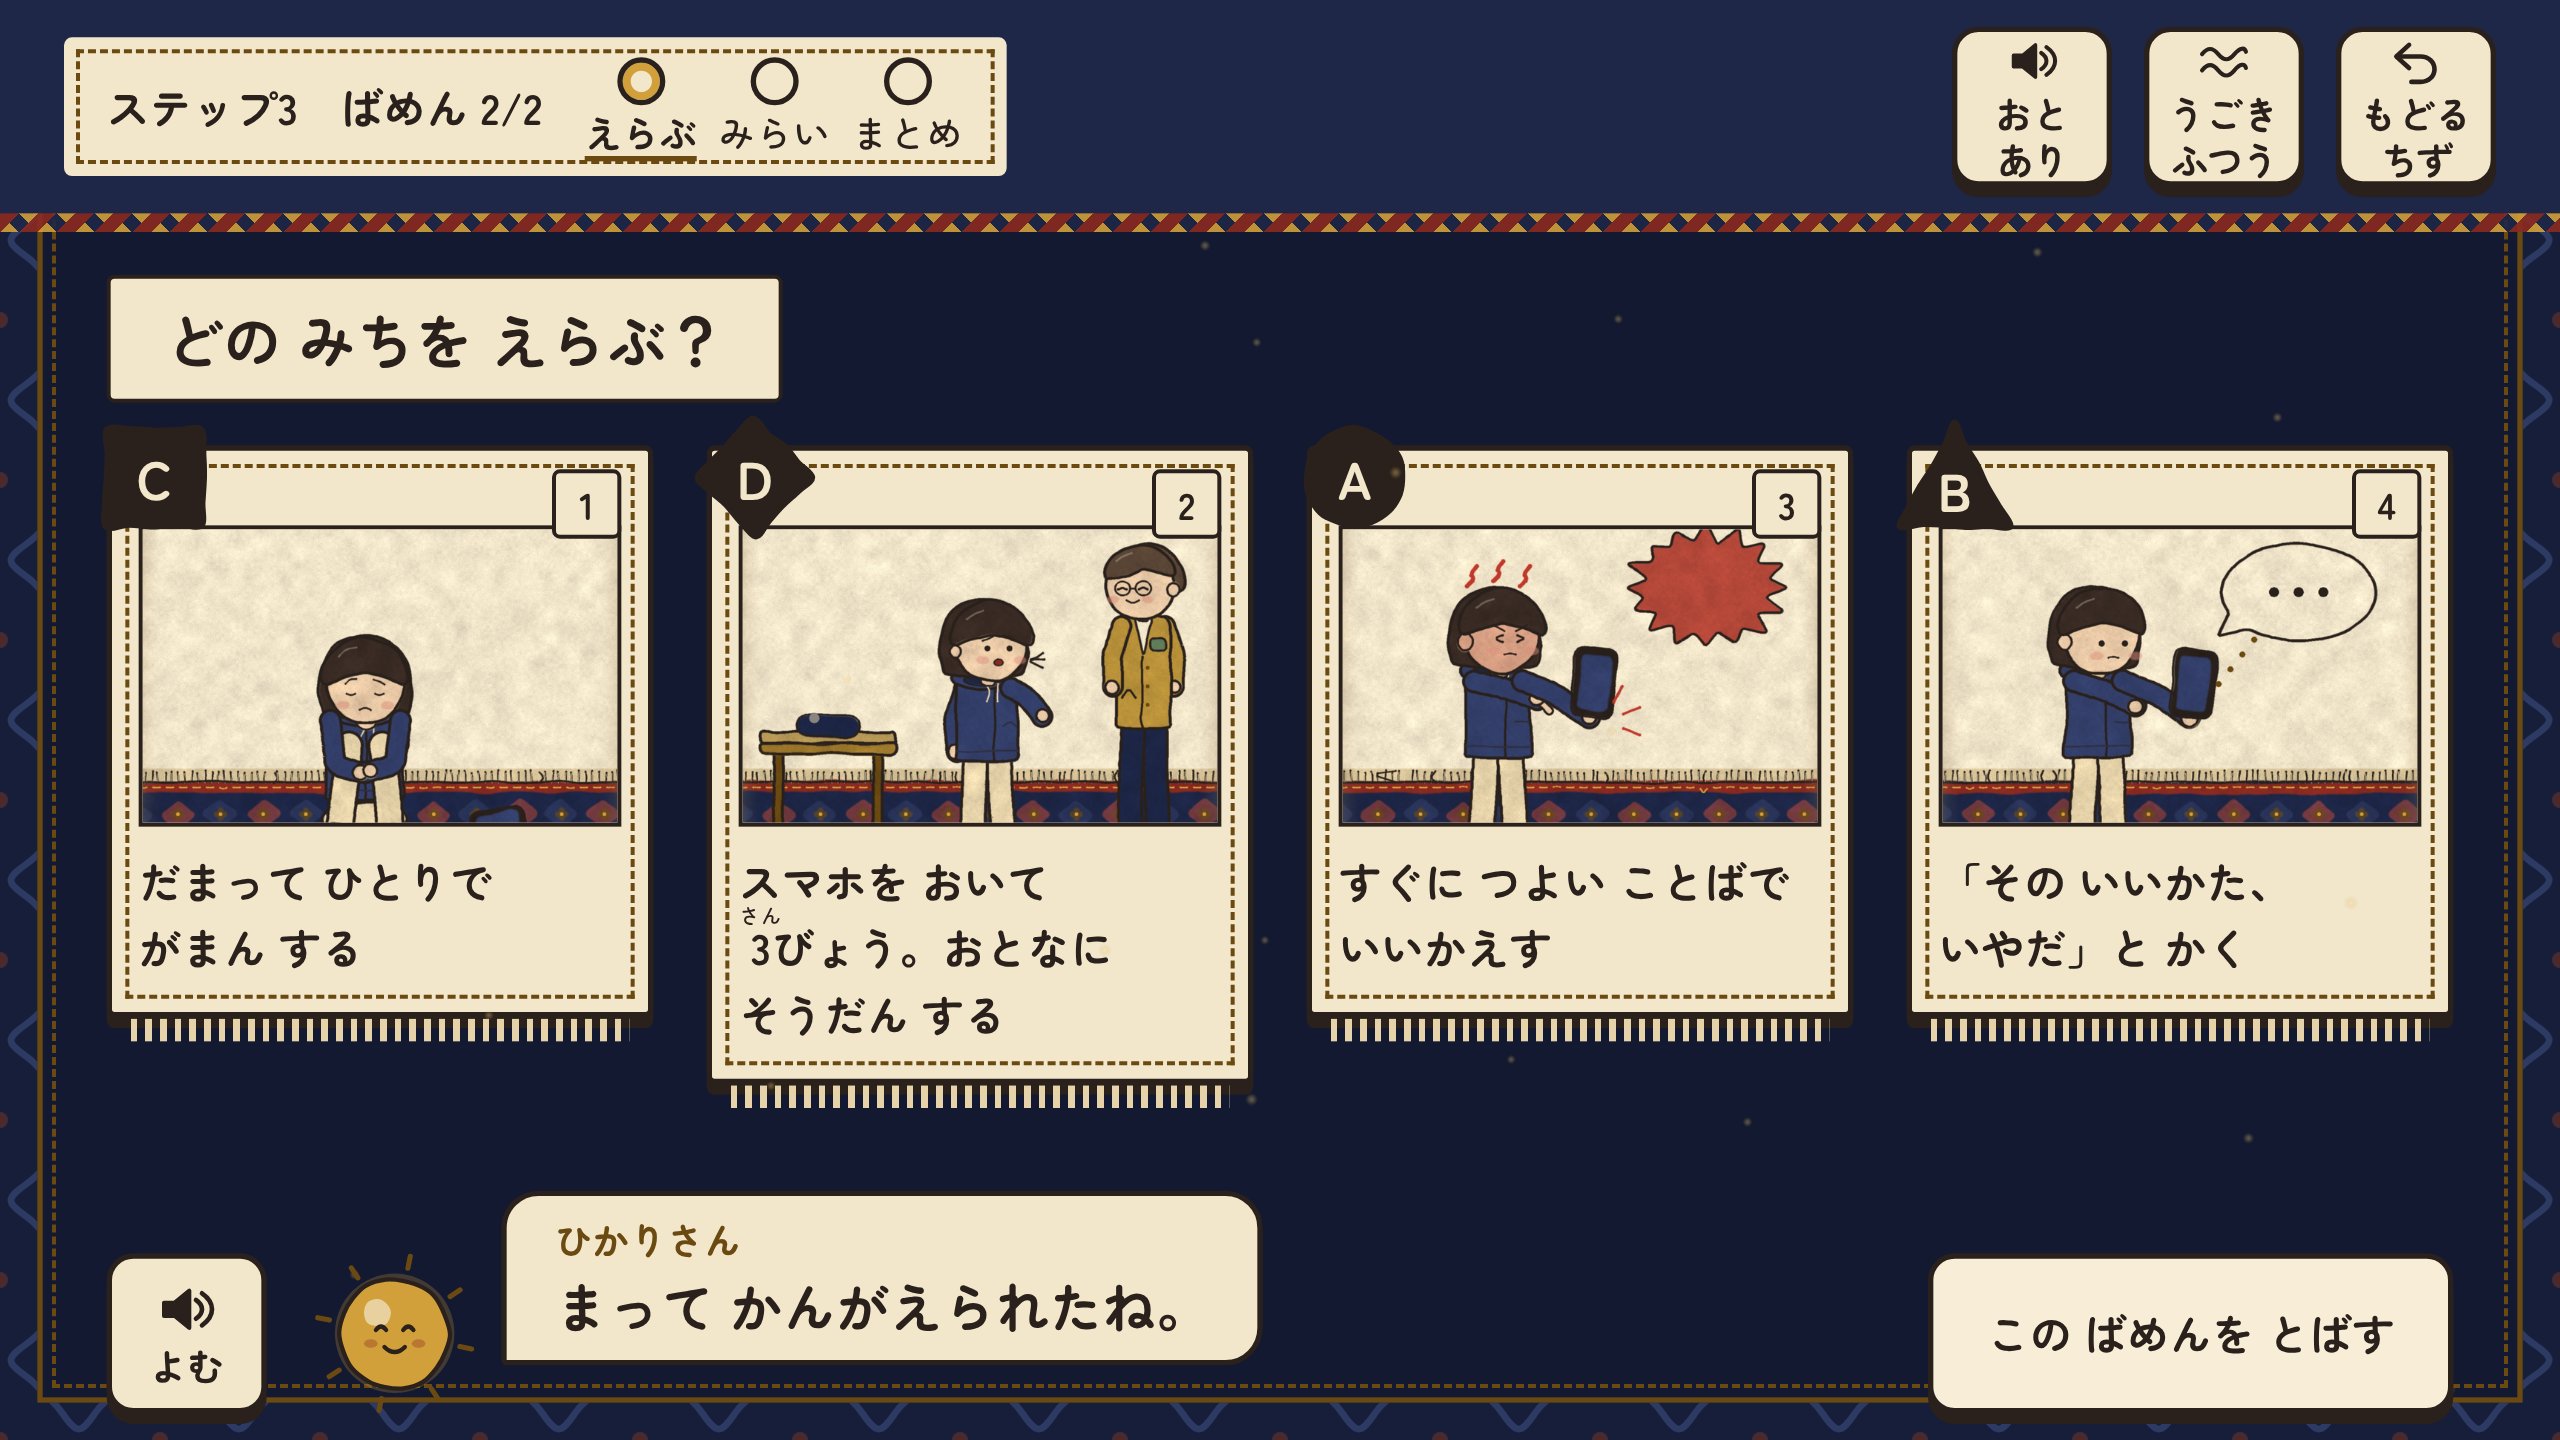 ステップ3 ばめん 2/2
えらぶ みらい まとめ
おと
あり
うごき
ふつう
もどる
ちず
どの みちを えらぶ？
C
1
だまって ひとりで
がまん する
D
2
スマホを おいて
さん
3びょう。おとなに
そうだん する
A
3
すぐに つよい ことばで
いいかえす
B
4
「その いいかた、
いやだ」と かく
よむ
ひかりさん
まって かんがえられたね。
この ばめんを とばす